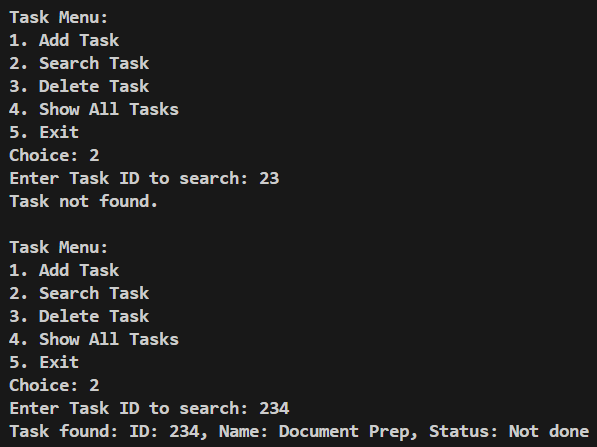 Task Menu:
1. Add Task
2. Search Task
3. Delete Task
4. Show All Tasks
5. Exit
Choice: 2
Enter Task ID to search: 23
Task not found.

Task Menu:
1. Add Task
2. Search Task
3. Delete Task
4. Show All Tasks
5. Exit
Choice: 2
Enter Task ID to search: 234
Task found: ID: 234, Name: Document Prep, Status: Not done